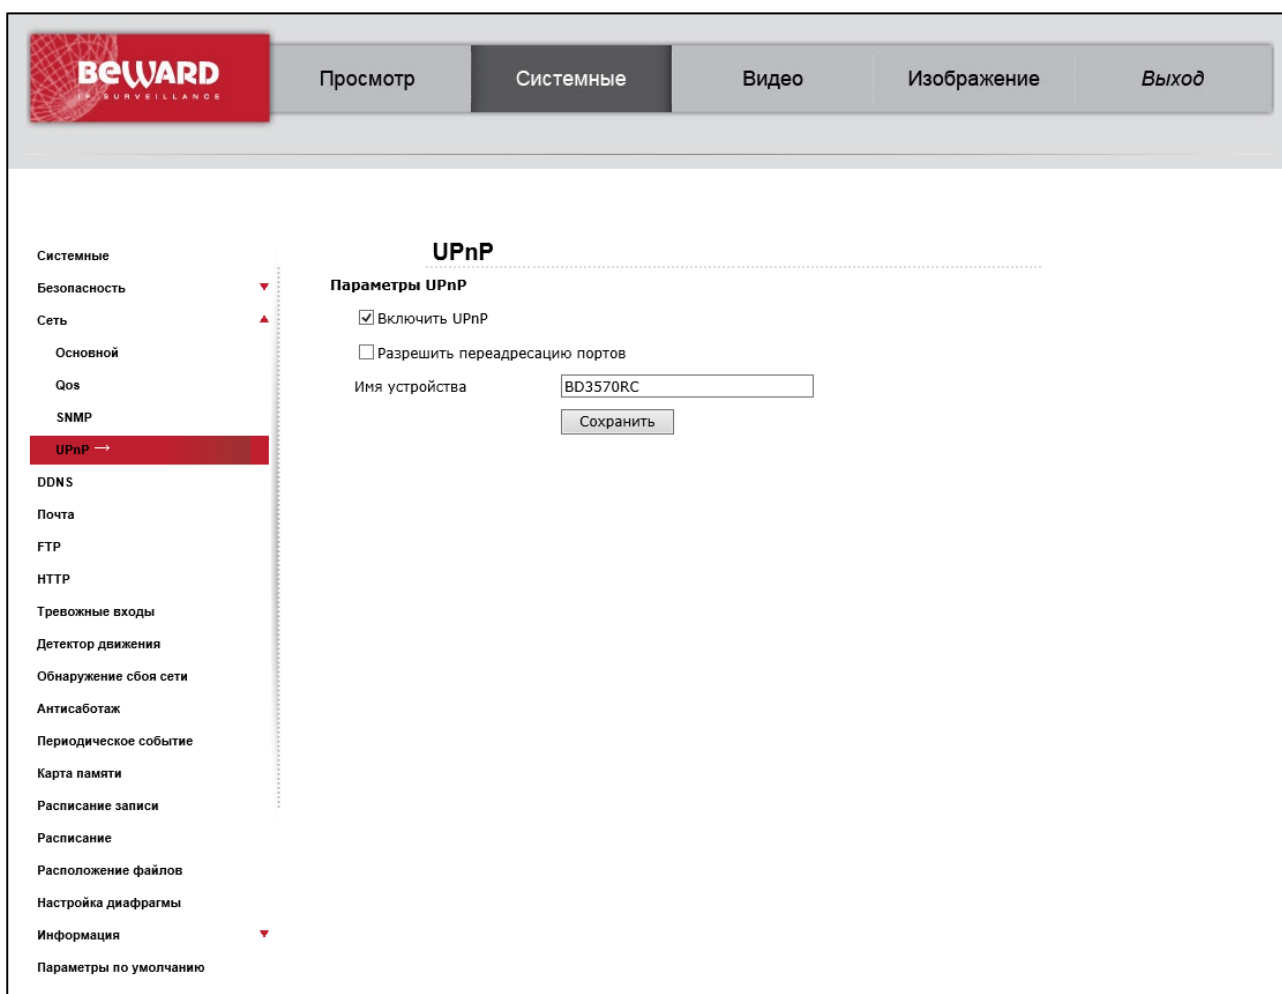 BEWARD
IP SURVEILLANCE
Просмотр
Системные
Видео
Изображение
Выход
UPnP
Системные
Безопасность
Сеть
Основной
Qos
SNMP
UPnP →
DDNS
Почта
FTP
HTTP
Тревожные входы
Детектор движения
Обнаружение сбоя сети
Антисаботаж
Периодическое событие
Карта памяти
Расписание записи
Расписание
Расположение файлов
Настройка диафрагмы
Информация
Параметры по умолчанию
Параметры UPnP
Включить UPnP
Разрешить переадресацию портов
Имя устройства
BD3570RC
Сохранить